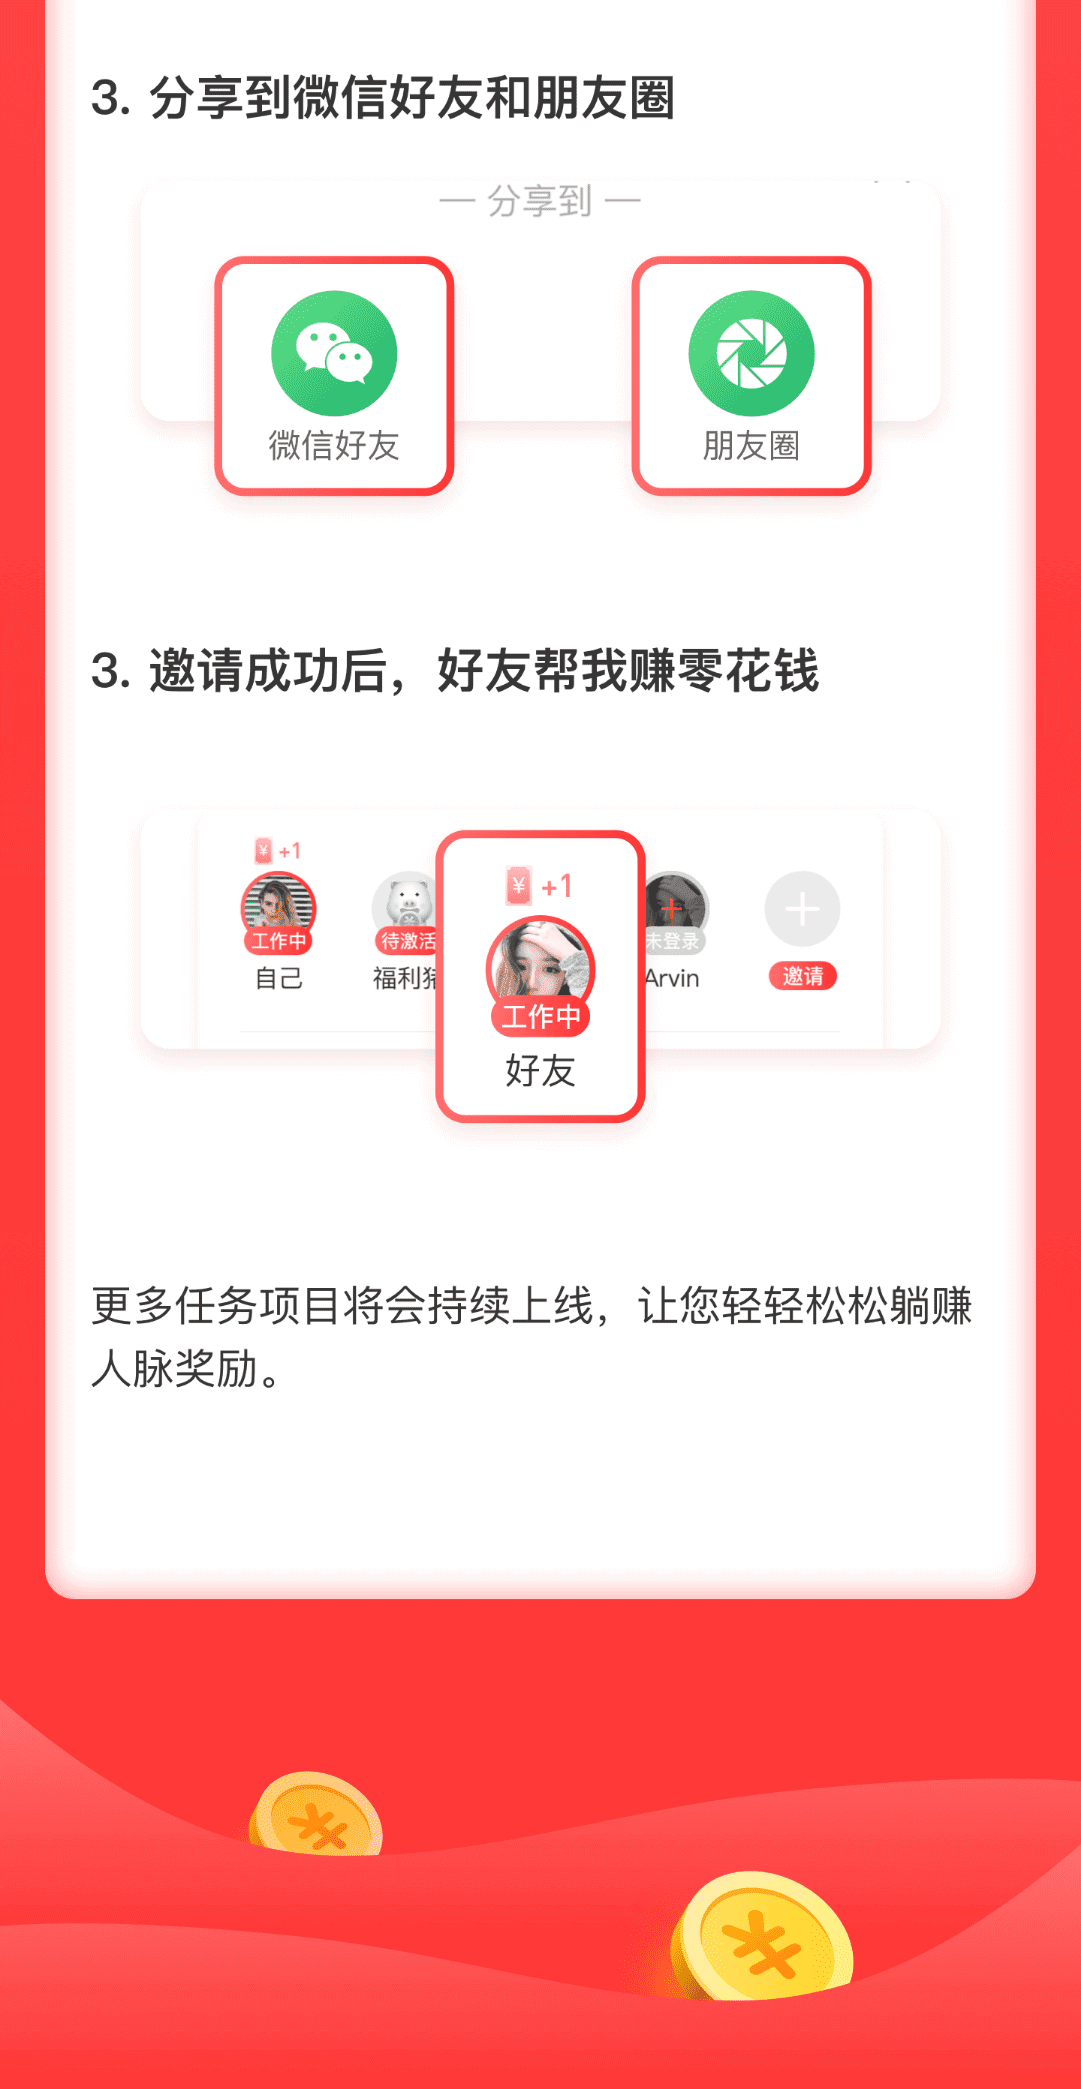 3. 分享到微信好友和朋友圈
— 分享到 —
微信好友
朋友圈
3. 邀请成功后，好友帮我赚零花钱
¥ +1
工作中
自己
待激活
福利猪
¥ +1
工作中
好友
未登录
Arvin
邀请
更多任务项目将会持续上线，让您轻轻松松躺赚
人脉奖励。